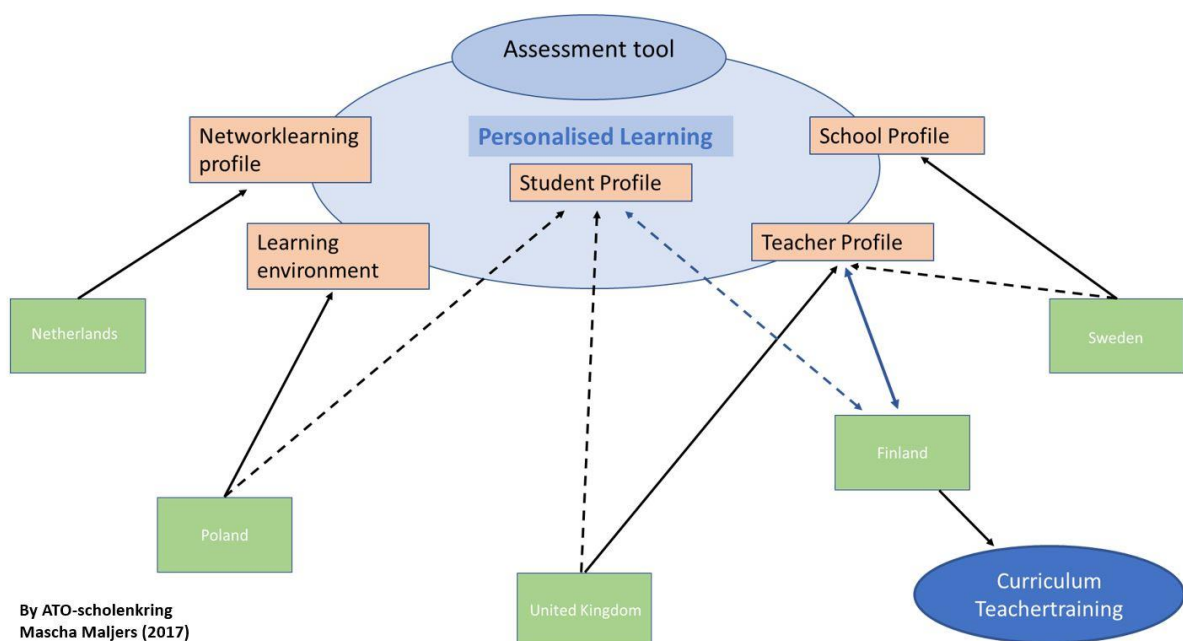 Assessment tool
Networklearning
profile
Personalised Learning
School Profile
Student Profile
Learning
environment
Teacher Profile
Netherlands
Sweden
Finland
Poland
United Kingdom
Curriculum
Teachertraining
By ATO-scholenkring
Mascha Maljers (2017)